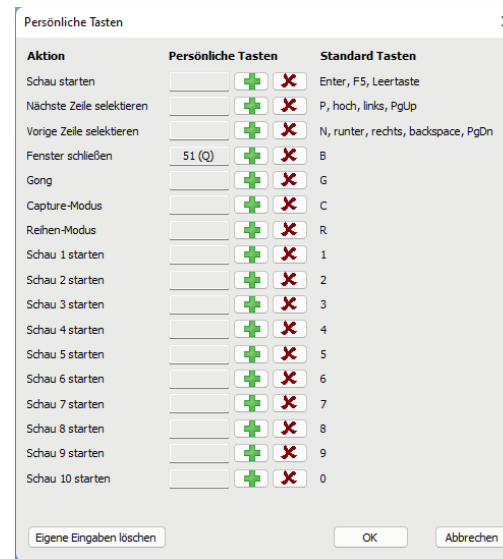 Persönliche Tasten
Aktion Persönliche Tasten Standard Tasten
Schau starten Enter, F5, Leertaste
Nächste Zeile selektieren P, hoch, links, PgUp
Vorige Zeile selektieren N, runter, rechts, backspace, PgDn
Fenster schließen 51 (Q) B
Gong G
Capture-Modus C
Reihen-Modus R
Schau 1 starten 1
Schau 2 starten 2
Schau 3 starten 3
Schau 4 starten 4
Schau 5 starten 5
Schau 6 starten 6
Schau 7 starten 7
Schau 8 starten 8
Schau 9 starten 9
Schau 10 starten 0
Eigene Eingaben löschen OK Abbrechen